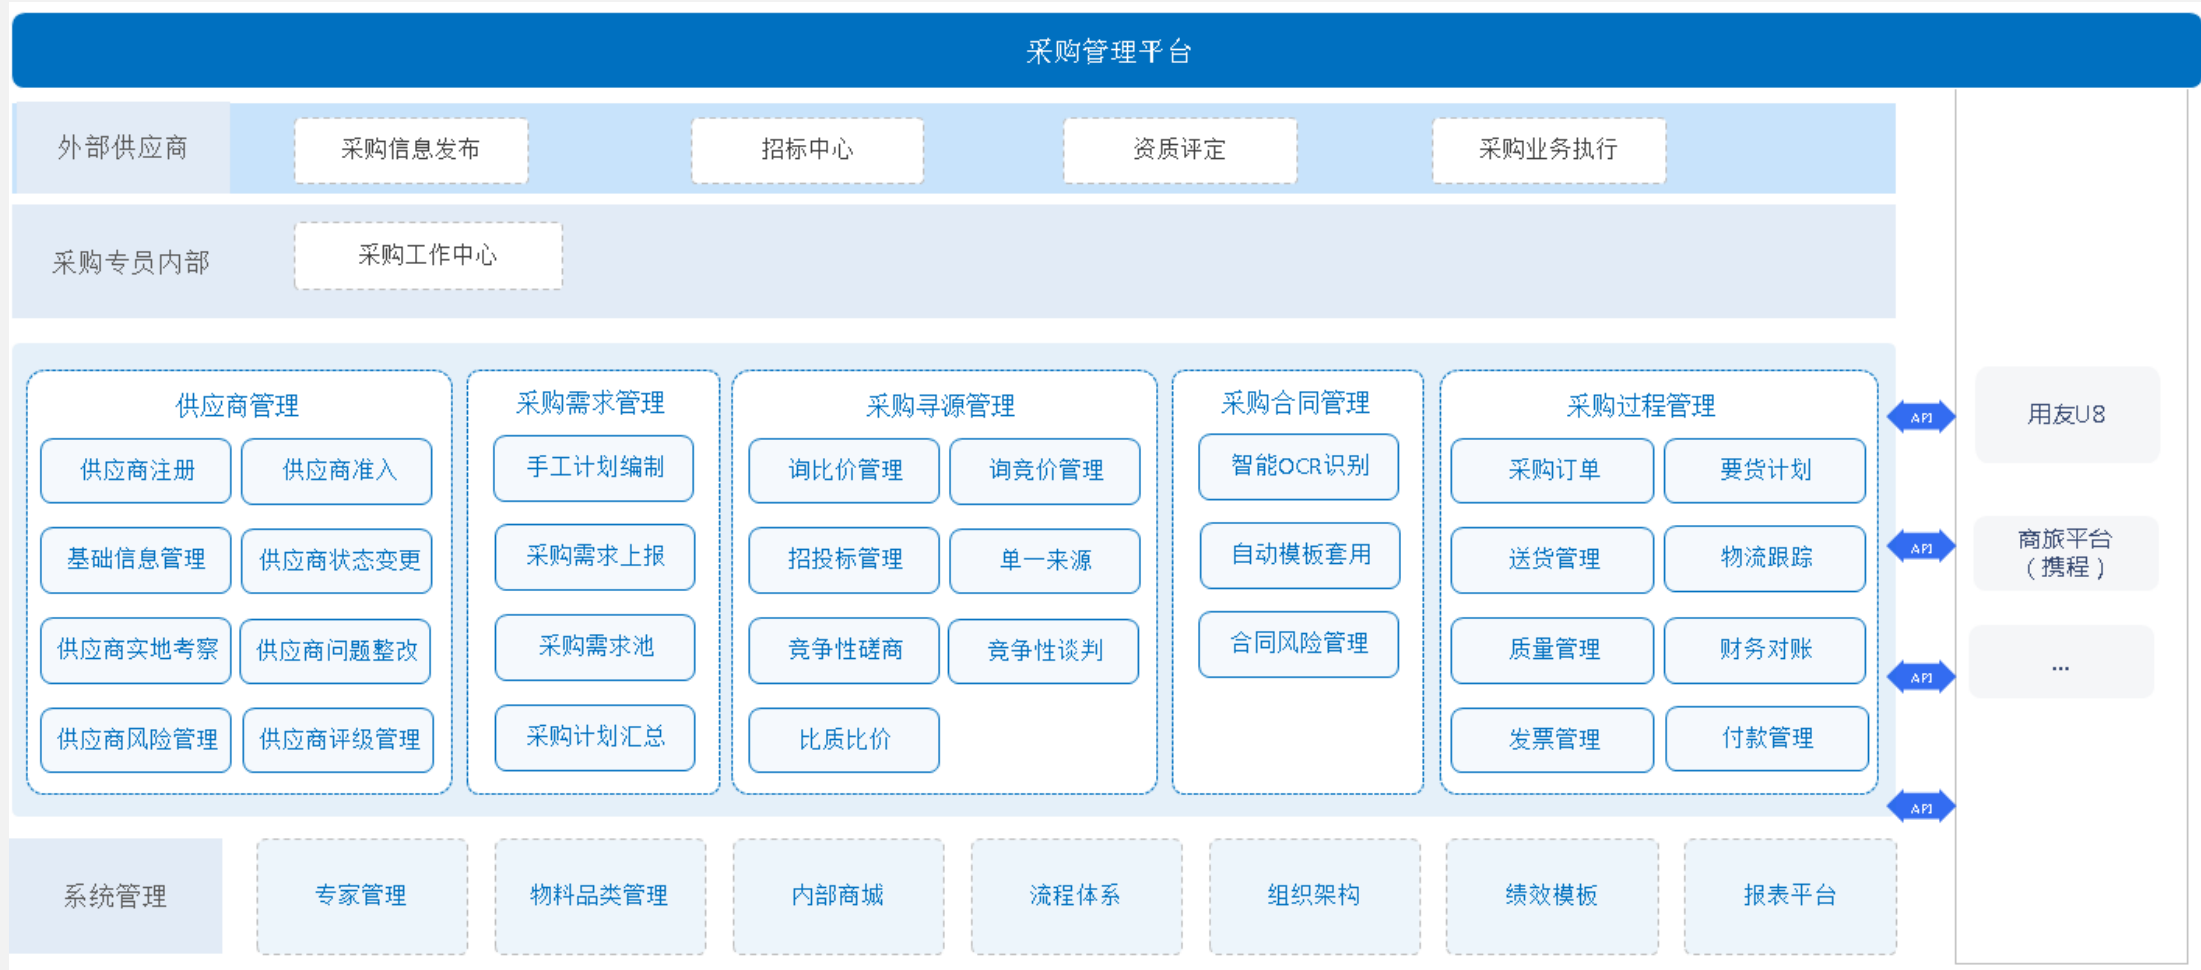 采购管理平台
外部供应商
采购信息发布
招标中心
资质评定
采购业务执行
采购专员内部
采购工作中心
供应商管理
供应商注册
供应商准入
基础信息管理
供应商状态变更
供应商实地考察
供应商问题整改
供应商风险管理
供应商评级管理
采购需求管理
手工计划编制
采购需求上报
采购需求池
采购计划汇总
采购寻源管理
询比价管理
询竞价管理
招投标管理
单一来源
竞争性磋商
竞争性谈判
比质比价
采购合同管理
智能OCR识别
自动模板套用
合同风险管理
采购过程管理
采购订单
要货计划
送货管理
物流跟踪
质量管理
财务对账
发票管理
付款管理
API
API
API
API
用友U8
商旅平台
（携程）
...
系统管理
专家管理
物料品类管理
内部商城
流程体系
组织架构
绩效模板
报表平台